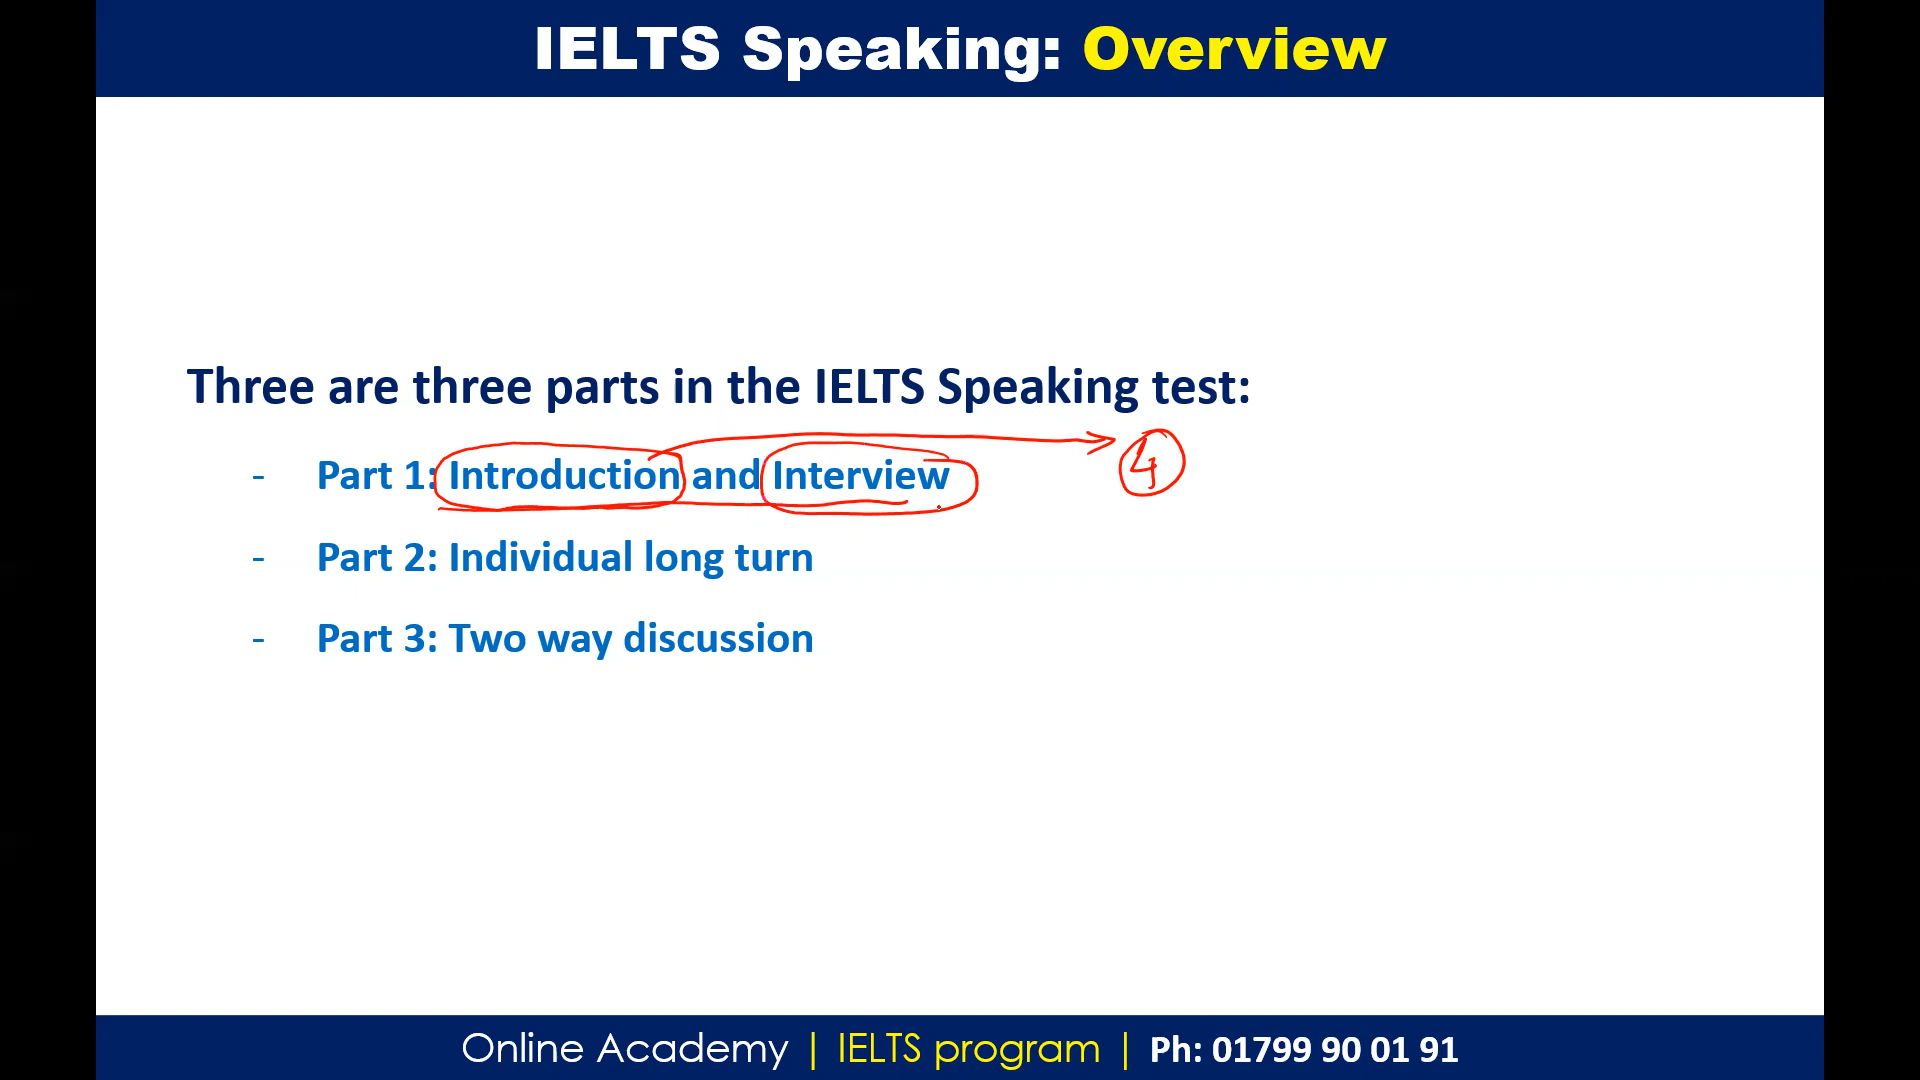 IELTS Speaking: Overview
Three are three parts in the IELTS Speaking test:
- Part 1: Introduction and Interview 4
- Part 2: Individual long turn
- Part 3: Two way discussion
Online Academy | IELTS program | Ph: 01799 90 01 91